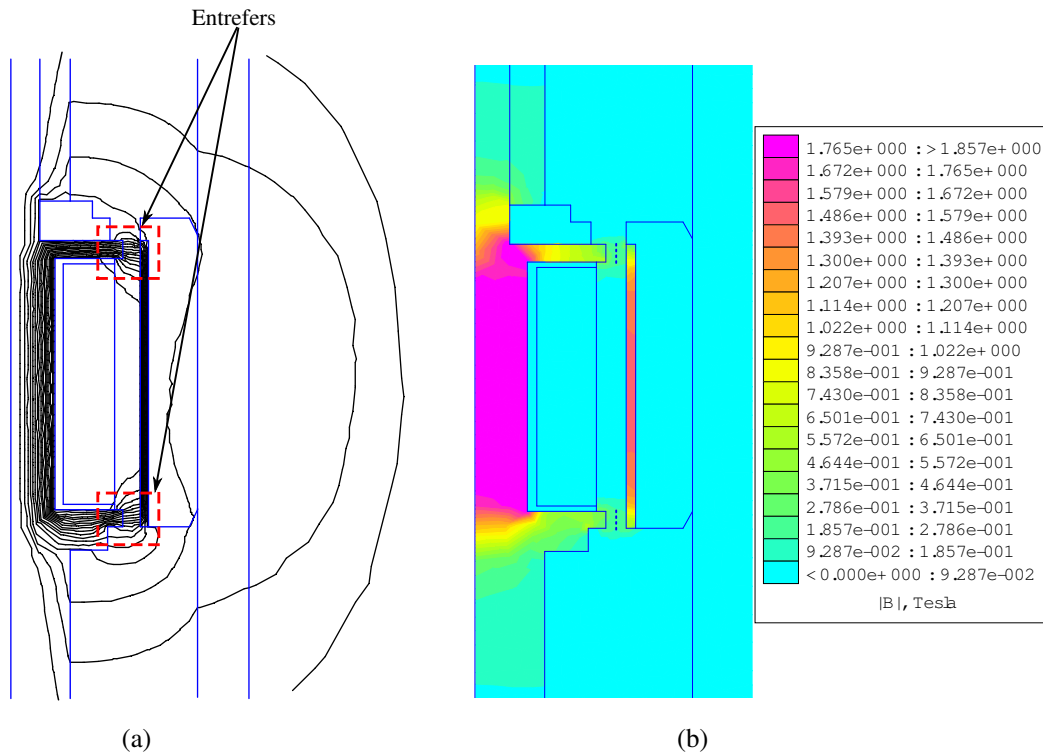 Entrefers
1.765e+000 : >1.857e+000
1.672e+000 : 1.765e+000
1.579e+000 : 1.672e+000
1.486e+000 : 1.579e+000
1.393e+000 : 1.486e+000
1.300e+000 : 1.393e+000
1.207e+000 : 1.300e+000
1.114e+000 : 1.207e+000
1.022e+000 : 1.114e+000
9.287e-001 : 1.022e+000
8.358e-001 : 9.287e-001
7.430e-001 : 8.358e-001
6.501e-001 : 7.430e-001
5.572e-001 : 6.501e-001
4.644e-001 : 5.572e-001
3.715e-001 : 4.644e-001
2.786e-001 : 3.715e-001
1.857e-001 : 2.786e-001
9.287e-002 : 1.857e-001
<0.000e+000 : 9.287e-002
|B|, Tesla
(a)
(b)